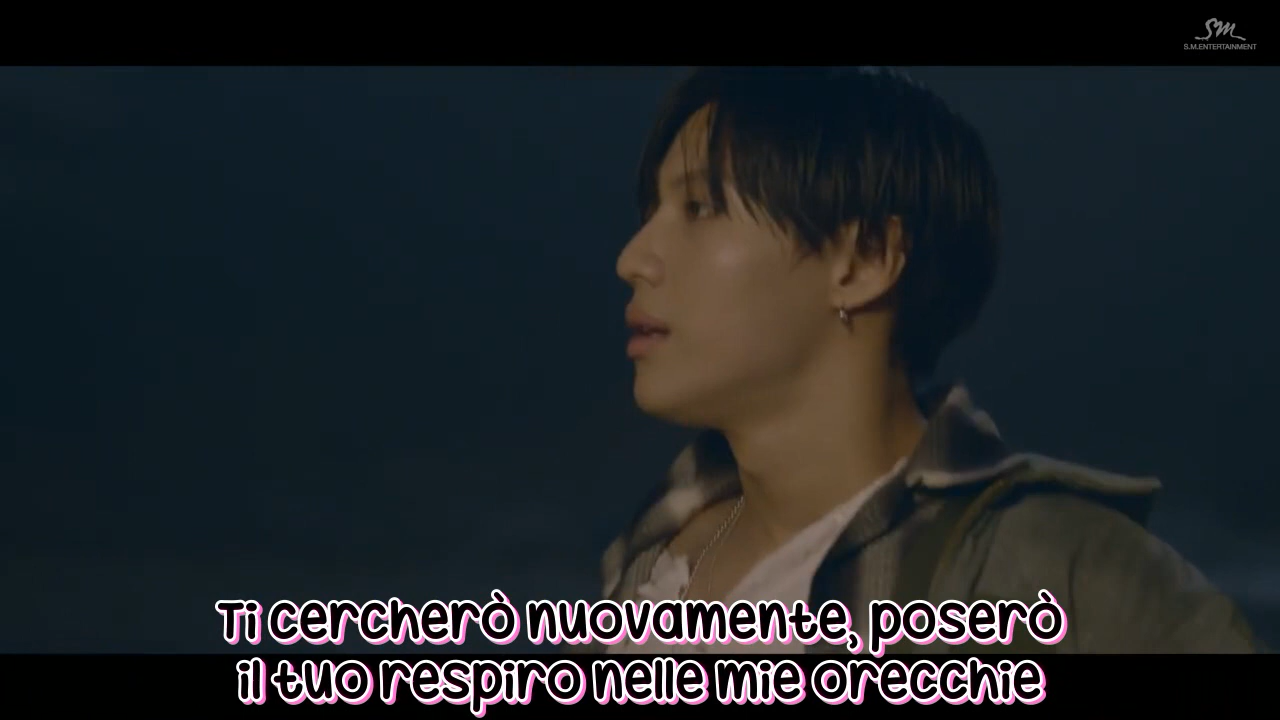 SM
S.M.ENTERTAINMENT
Ti cercherò nuovamente, poserò
il tuo respiro nelle mie orecchie